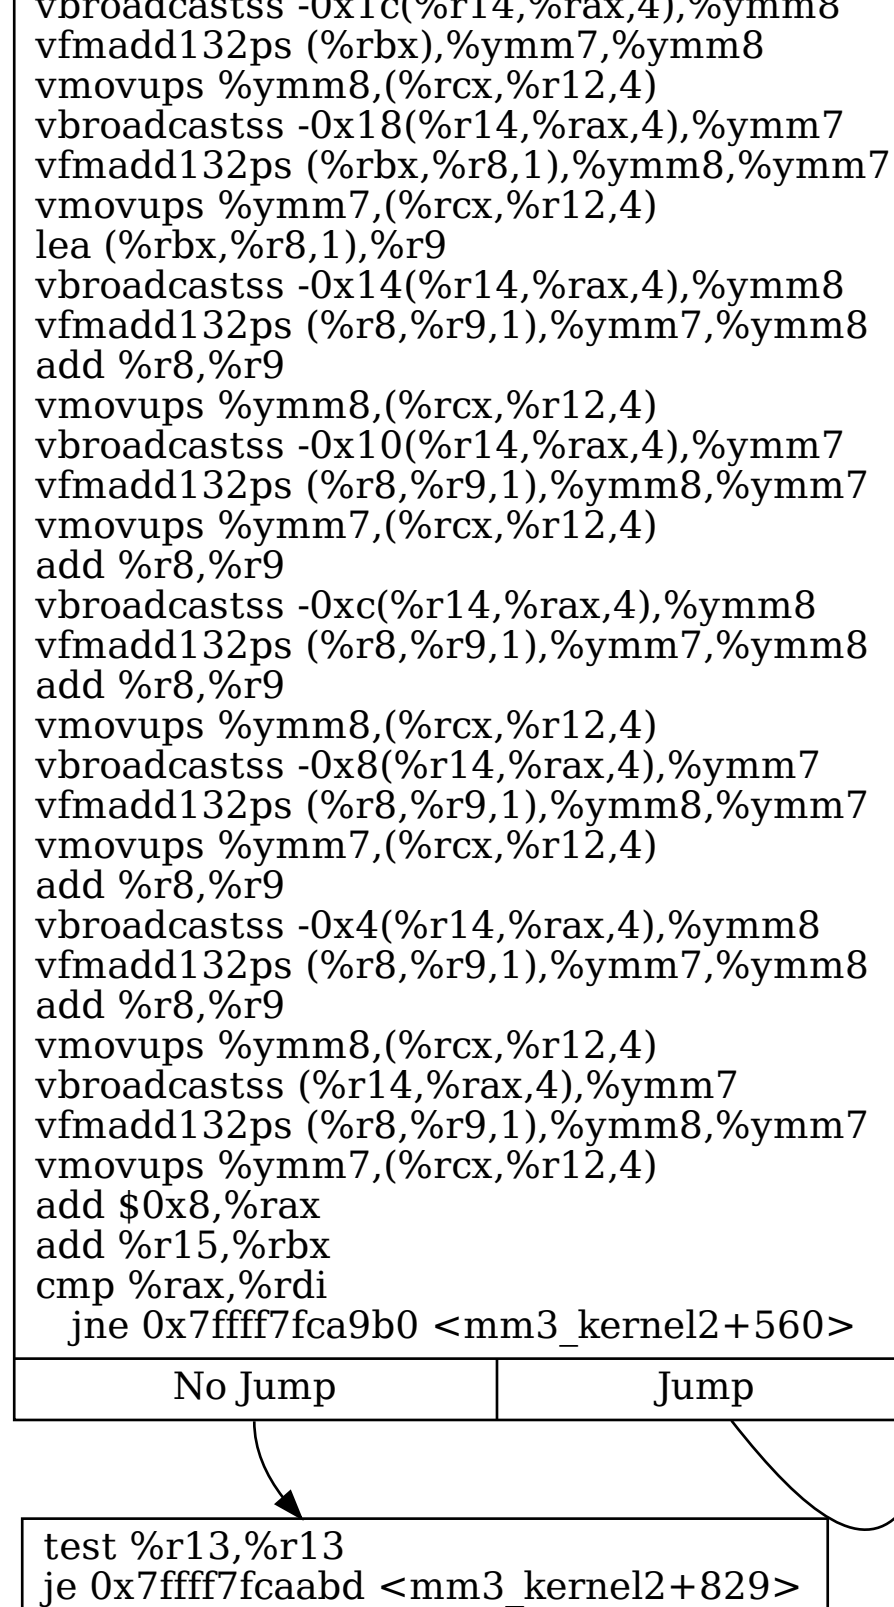 vbroadcastss -0x1c(%r14,%rax,4),%ymm8
vfmadd132ps (%rbx),%ymm7,%ymm8
vmovups %ymm8,(%rcx,%r12,4)
vbroadcastss -0x18(%r14,%rax,4),%ymm7
vfmadd132ps (%rbx,%r8,1),%ymm8,%ymm7
vmovups %ymm7,(%rcx,%r12,4)
lea (%rbx,%r8,1),%r9
vbroadcastss -0x14(%r14,%rax,4),%ymm8
vfmadd132ps (%r8,%r9,1),%ymm7,%ymm8
add %r8,%r9
vmovups %ymm8,(%rcx,%r12,4)
vbroadcastss -0x10(%r14,%rax,4),%ymm7
vfmadd132ps (%r8,%r9,1),%ymm8,%ymm7
vmovups %ymm7,(%rcx,%r12,4)
add %r8,%r9
vbroadcastss -0xc(%r14,%rax,4),%ymm8
vfmadd132ps (%r8,%r9,1),%ymm7,%ymm8
add %r8,%r9
vmovups %ymm8,(%rcx,%r12,4)
vbroadcastss -0x8(%r14,%rax,4),%ymm7
vfmadd132ps (%r8,%r9,1),%ymm8,%ymm7
vmovups %ymm7,(%rcx,%r12,4)
add %r8,%r9
vbroadcastss -0x4(%r14,%rax,4),%ymm8
vfmadd132ps (%r8,%r9,1),%ymm7,%ymm8
add %r8,%r9
vmovups %ymm8,(%rcx,%r12,4)
vbroadcastss (%r14,%rax,4),%ymm7
vfmadd132ps (%r8,%r9,1),%ymm8,%ymm7
vmovups %ymm7,(%rcx,%r12,4)
add $0x8,%rax
add %r15,%rbx
cmp %rax,%rdi
jne 0x7ffff7fca9b0 <mm3_kernel2+560>
No Jump
Jump
test %r13,%r13
je 0x7ffff7fcaabd <mm3_kernel2+829>